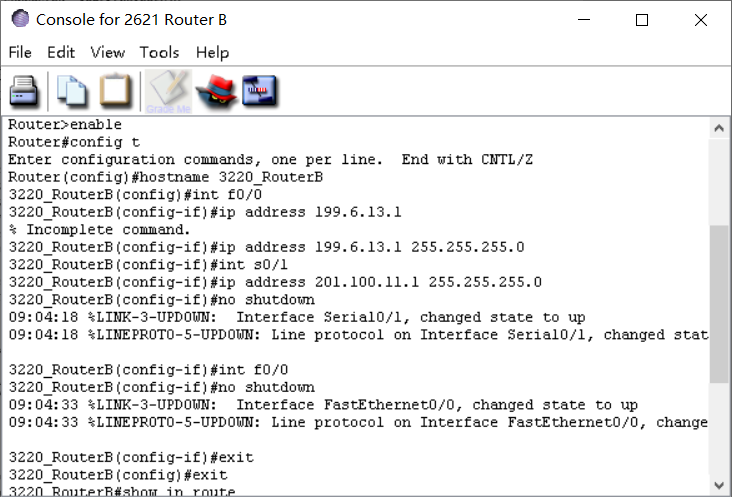 Console for 2621 Router B
File Edit View Tools Help
Grade Me
Router>enable
Router#config t
Enter configuration commands, one per line.  End with CNTL/Z
Router(config)#hostname 3220_RouterB
3220_RouterB(config)#int f0/0
3220_RouterB(config-if)#ip address 199.6.13.1
% Incomplete command.
3220_RouterB(config-if)#ip address 199.6.13.1 255.255.255.0
3220_RouterB(config-if)#int s0/1
3220_RouterB(config-if)#ip address 201.100.11.1 255.255.255.0
3220_RouterB(config-if)#no shutdown
09:04:18 %LINK-3-UPDOWN:  Interface Serial0/1, changed state to up
09:04:18 %LINEPROTO-5-UPDOWN: Line protocol on Interface Serial0/1, changed stat
3220_RouterB(config-if)#int f0/0
3220_RouterB(config-if)#no shutdown
09:04:33 %LINK-3-UPDOWN:  Interface FastEthernet0/0, changed state to up
09:04:33 %LINEPROTO-5-UPDOWN: Line protocol on Interface FastEthernet0/0, change
3220_RouterB(config-if)#exit
3220_RouterB(config)#exit
3220_RouterB#show ip route